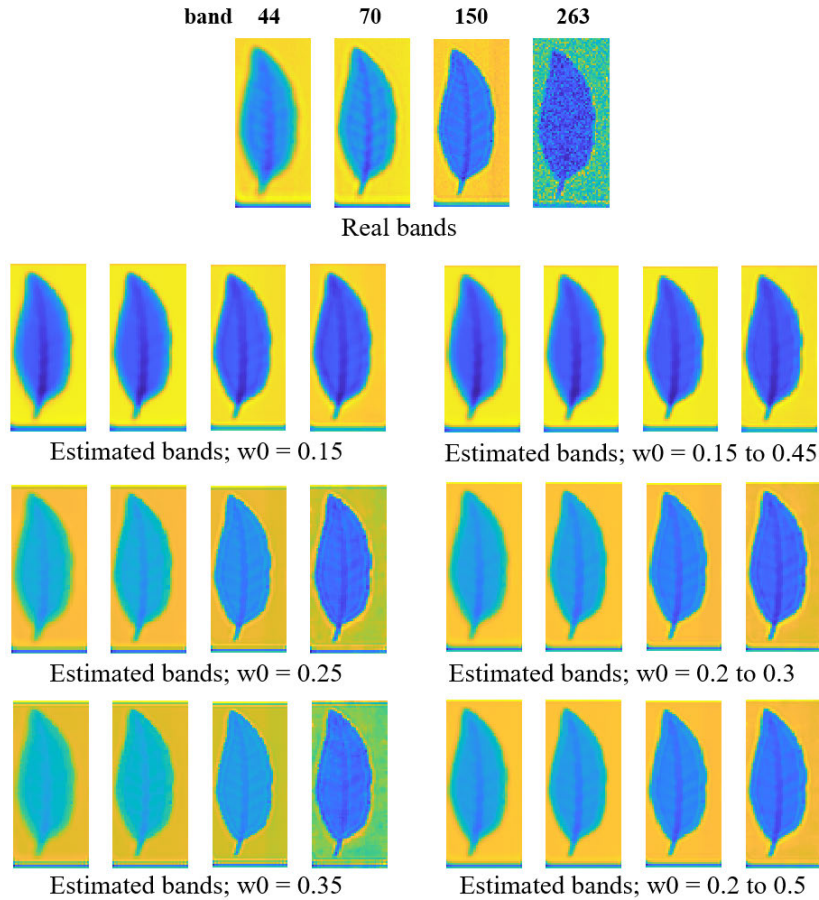 band 44 70 150 263
Real bands
Estimated bands; w0 = 0.15
Estimated bands; w0 = 0.15 to 0.45
Estimated bands; w0 = 0.25
Estimated bands; w0 = 0.2 to 0.3
Estimated bands; w0 = 0.35
Estimated bands; w0 = 0.2 to 0.5